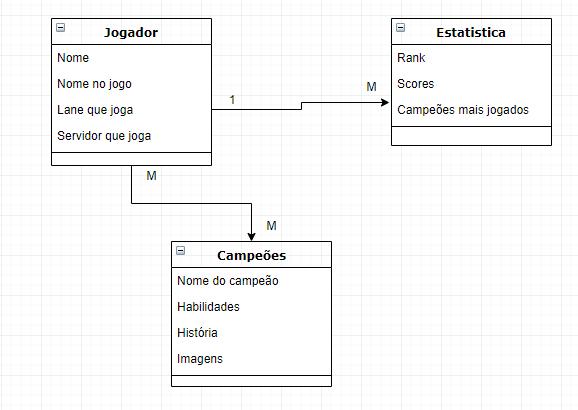 Jogador
Nome
Nome no jogo
Lane que joga
Servidor que joga
1
M
Estatistica
Rank
Scores
Campeões mais jogados
M
M
Campeões
Nome do campeão
Habilidades
História
Imagens